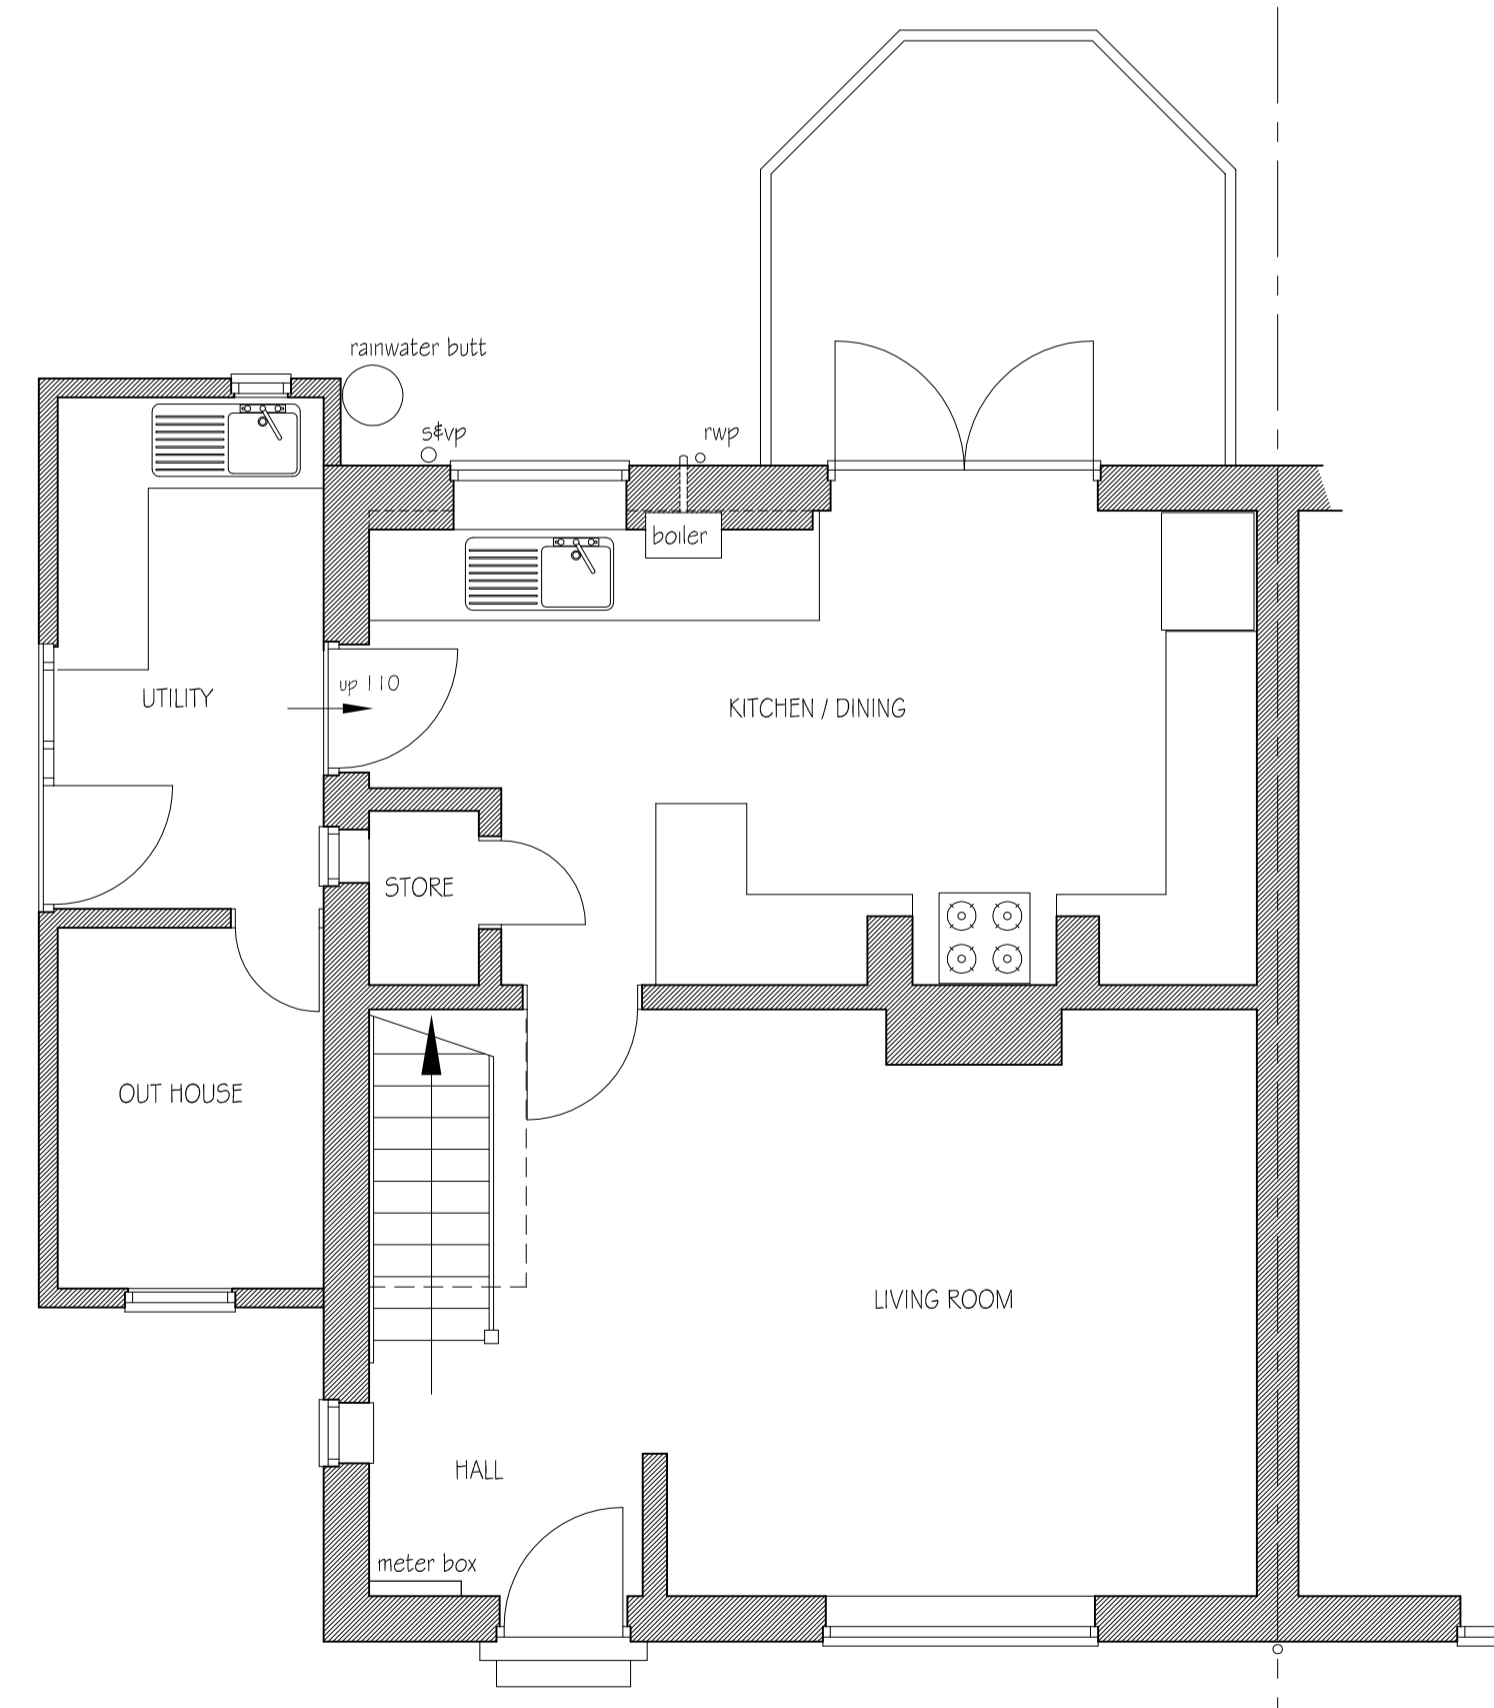 rainwater butt
s&vp
rwp
boiler
up 110
UTILITY
KITCHEN / DINING
STORE
OUT HOUSE
LIVING ROOM
HALL
meter box